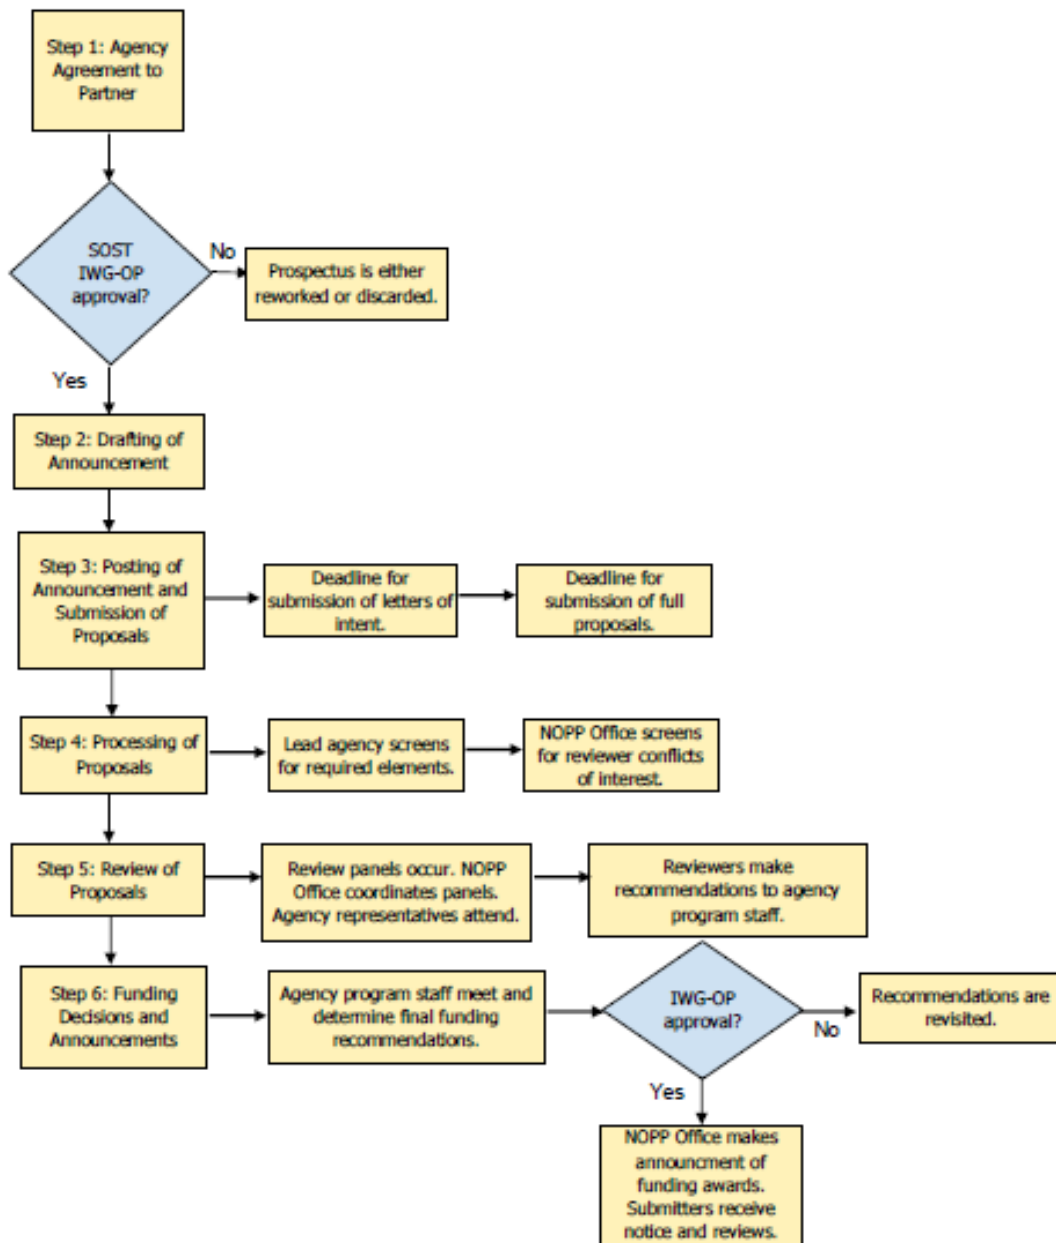 Step 1: Agency
Agreement to
Partner
SOST
IWG-OP
approval?
No
Prospectus is either
reworked or discarded.
Yes
Step 2: Drafting of
Announcement
Step 3: Posting of
Announcement and
Submission of
Proposals
Deadline for
submission of letters of
intent.
Deadline for
submission of full
proposals.
Step 4: Processing of
Proposals
Lead agency screens
for required elements.
NOPP Office screens
for reviewer conflicts
of interest.
Step 5: Review of
Proposals
Review panels occur. NOPP
Office coordinates panels.
Agency representatives attend.
Reviewers make
recommendations to agency
program staff.
Step 6: Funding
Decisions and
Announcements
Agency program staff meet and
determine final funding
recommendations.
IWG-OP
approval?
No
Recommendations are
revisited.
Yes
NOPP Office makes
announcment of
funding awards.
Submitters receive
notice and reviews.